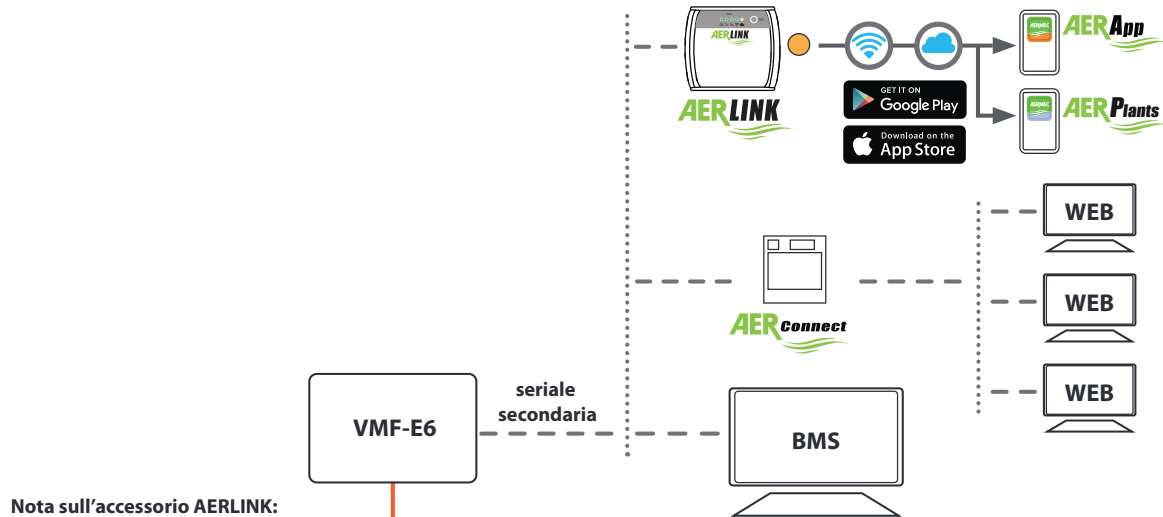 AERLINK
AERLINK
GET IT ON
Google Play
Download on the
App Store
AERMEC
AERApp
AERMEC
AERPlants
WEB
WEB
WEB
AERConnect
seriale
secondaria
VMF-E6
BMS
Nota sull'accessorio AERLINK: